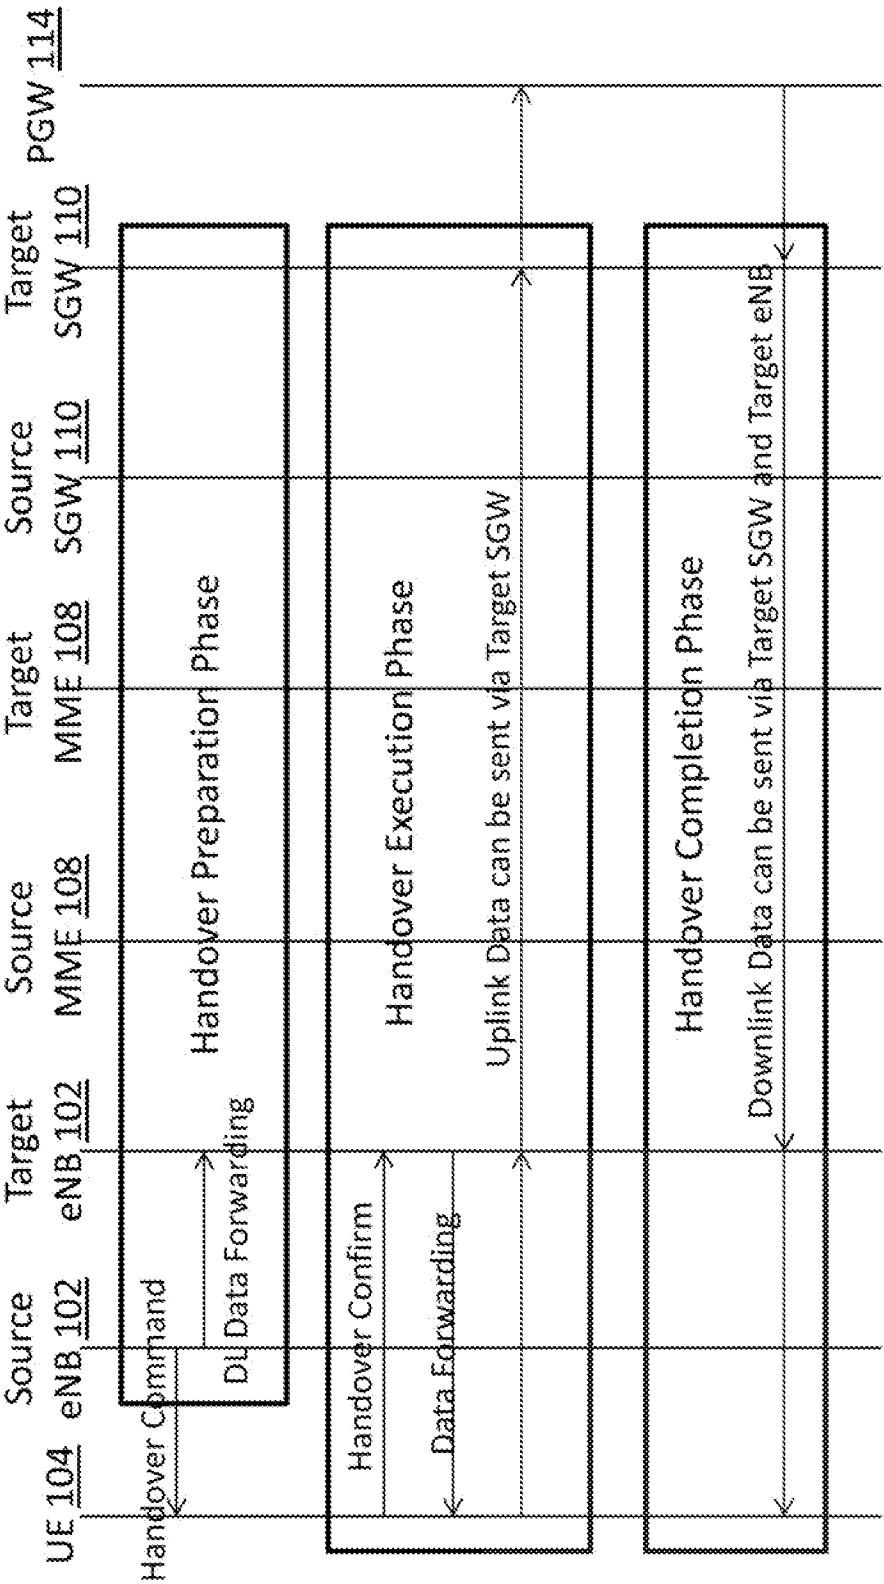 UE 104
Source
eNB 102
Target
eNB 102
Source
MME 108
Target
MME 108
Source
SGW 110
Target
SGW 110
PGW 114
Handover Command
Handover Preparation Phase
DL Data Forwarding
Handover Confirm
Handover Execution Phase
Data Forwarding
Uplink Data can be sent via Target SGW
Handover Completion Phase
Downlink Data can be sent via Target SGW and Target eNB